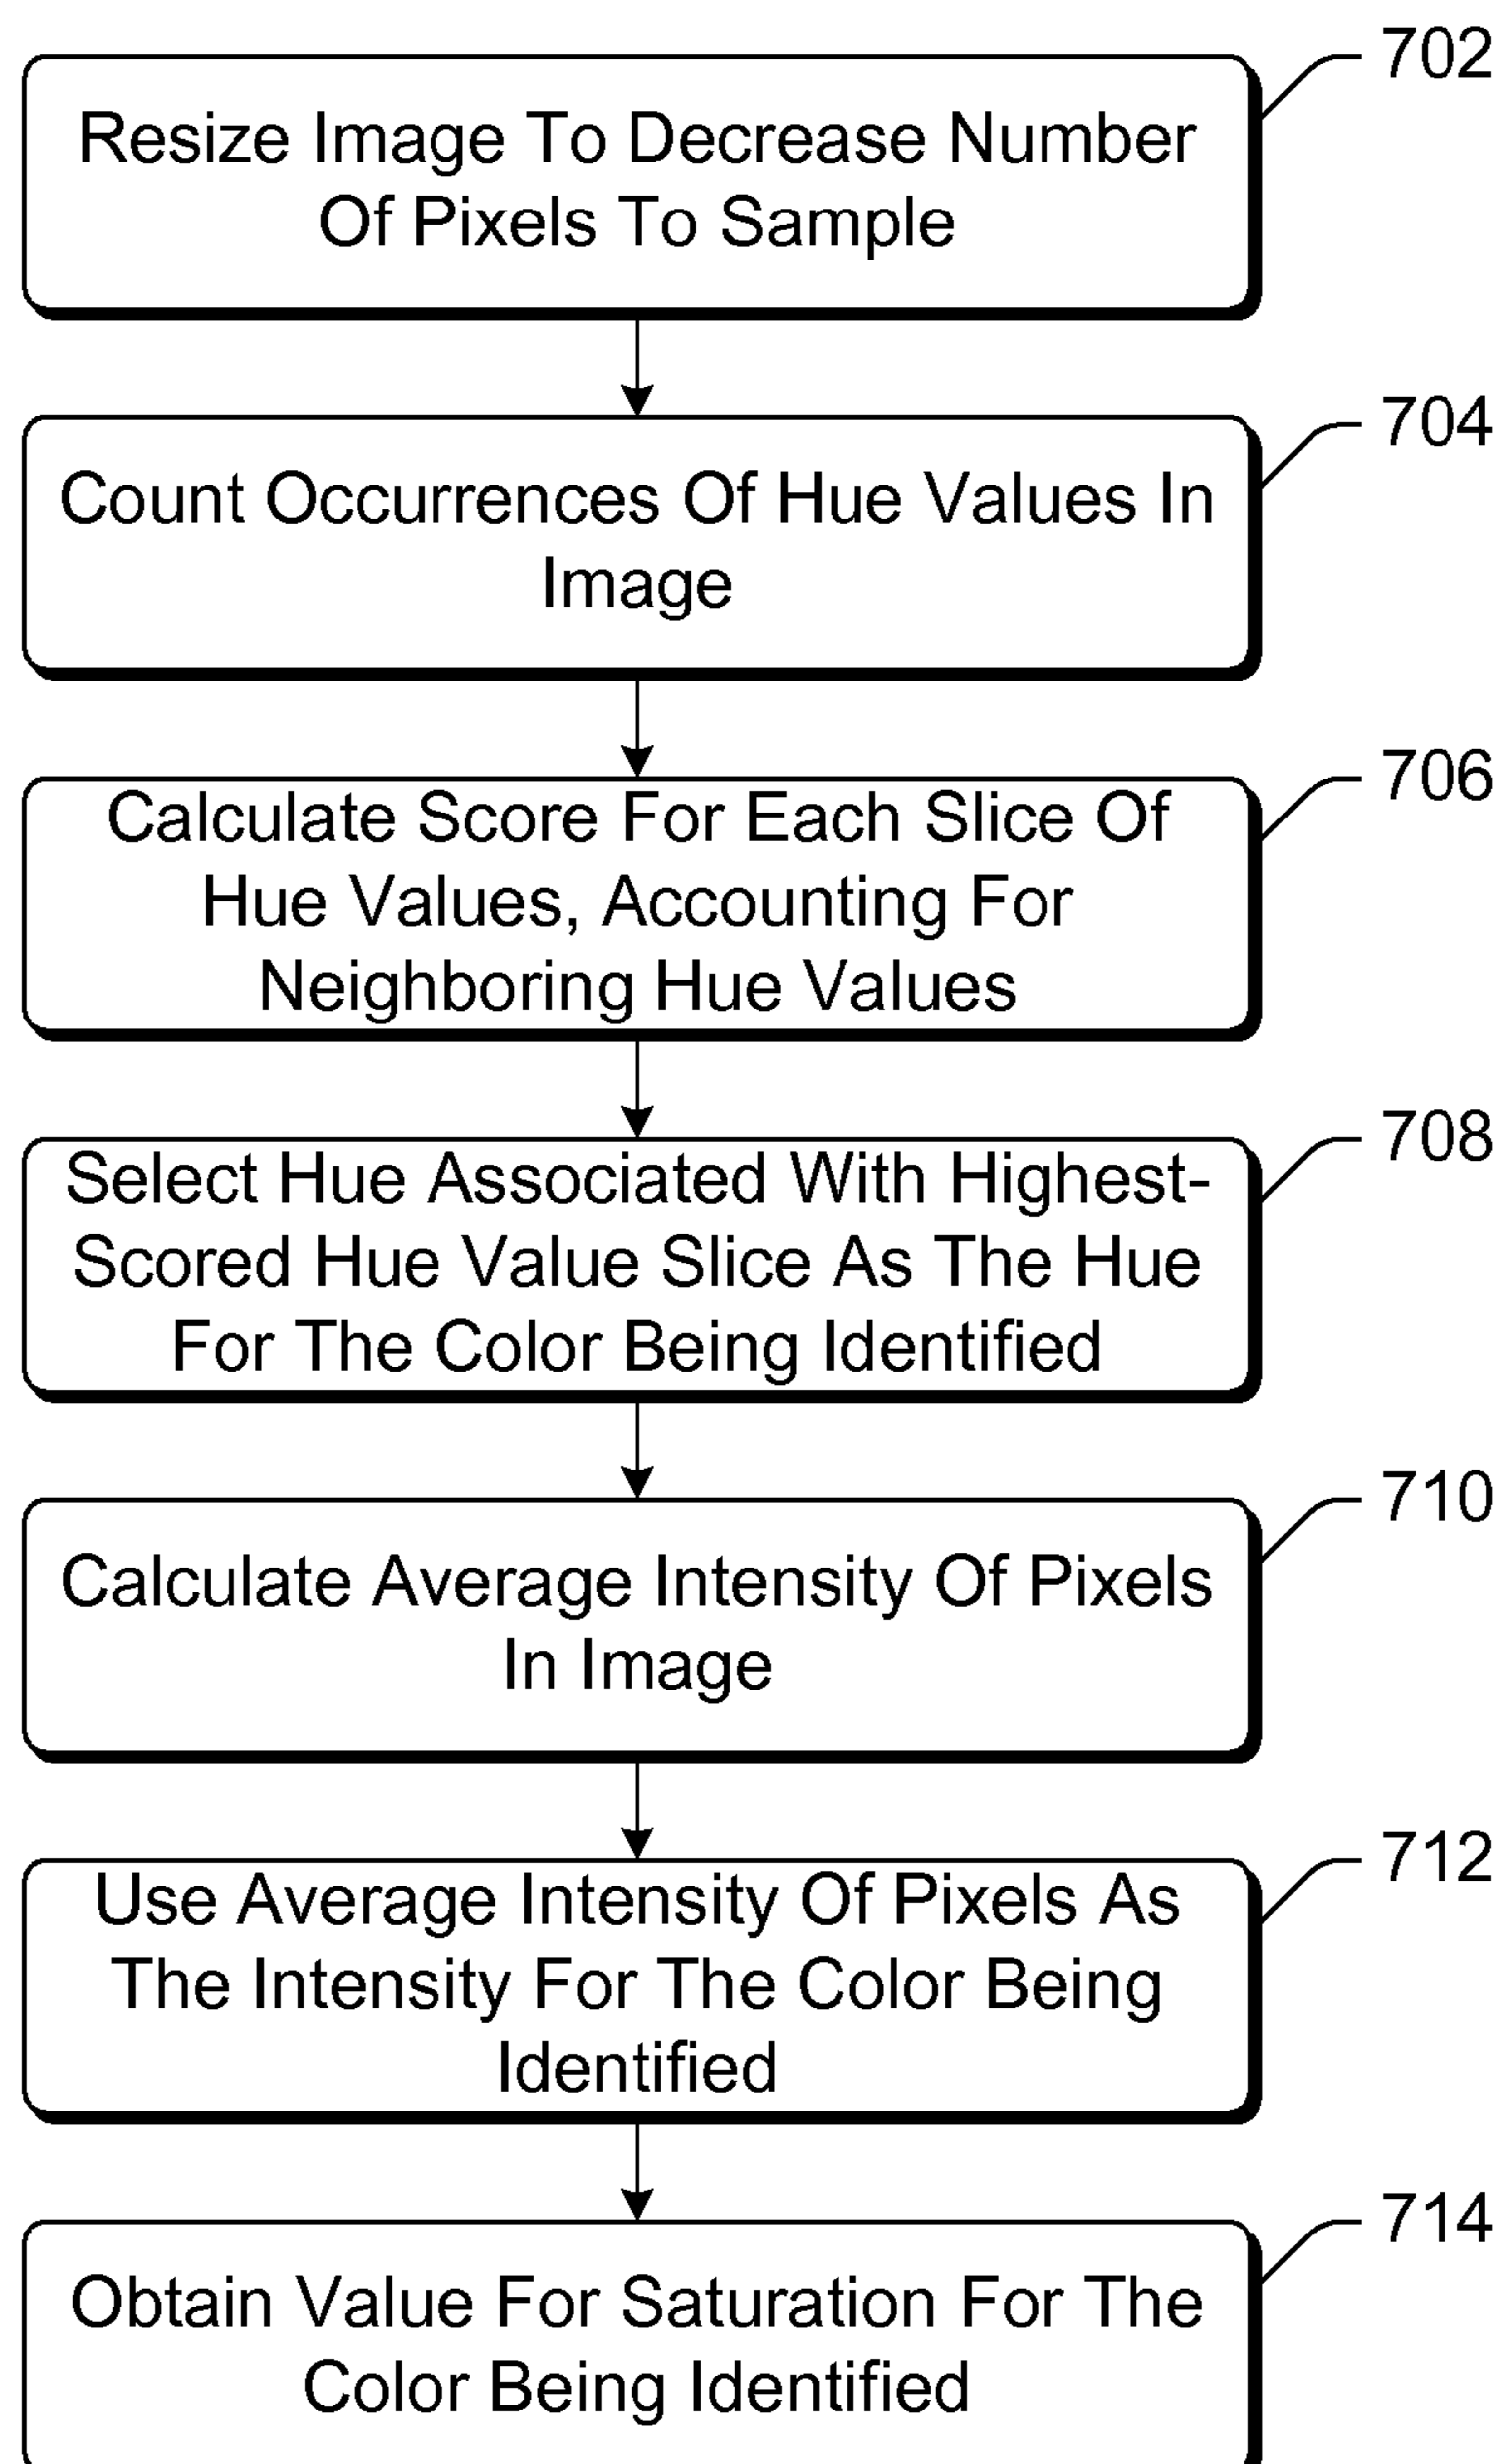 702
Resize Image To Decrease Number
Of Pixels To Sample
704
Count Occurrences Of Hue Values In
Image
706
Calculate Score For Each Slice Of
Hue Values, Accounting For
Neighboring Hue Values
708
Select Hue Associated With Highest-
Scored Hue Value Slice As The Hue
For The Color Being Identified
710
Calculate Average Intensity Of Pixels
In Image
712
Use Average Intensity Of Pixels As
The Intensity For The Color Being
Identified
714
Obtain Value For Saturation For The
Color Being Identified